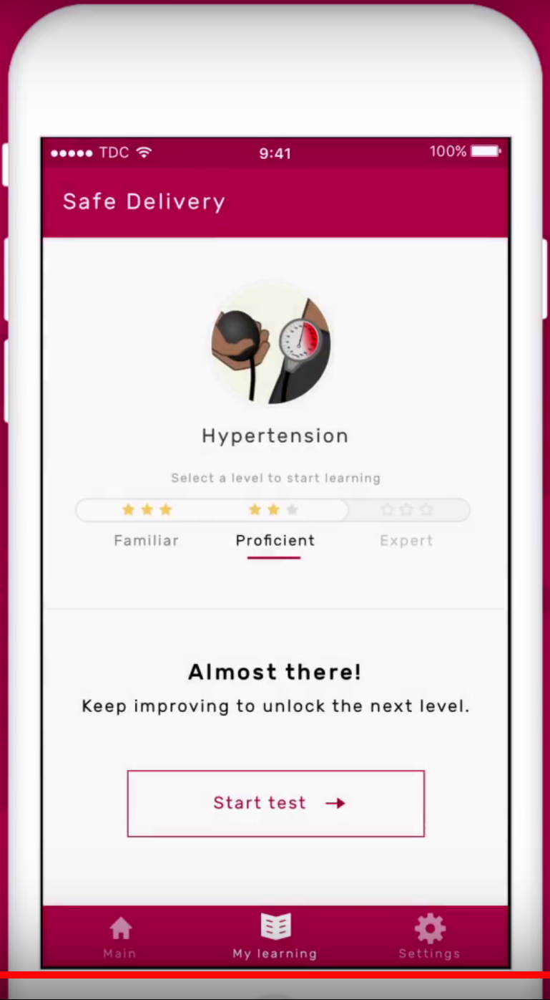 TDC 9:41 100%
Safe Delivery
Hypertension
Select a level to start learning
Familiar Proficient Expert
Almost there!
Keep improving to unlock the next level.
Start test →
Main My learning Settings